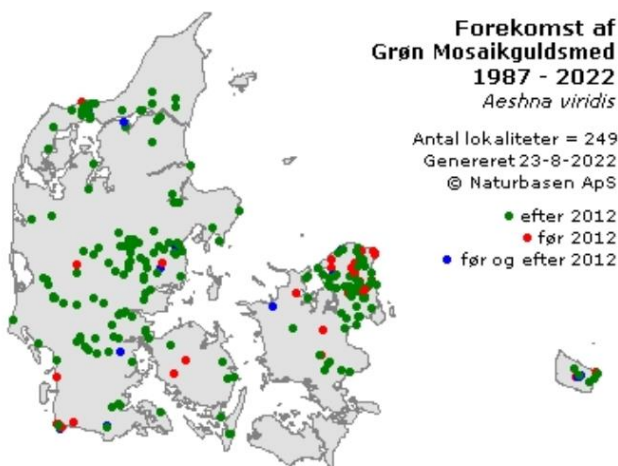 Forekomst af
Grøn Mosaikguldsmed
1987 - 2022
Aeshna viridis
Antal lokaliteter = 249
Genereret 23-8-2022
© Naturbasen ApS
efter 2012
før 2012
før og efter 2012